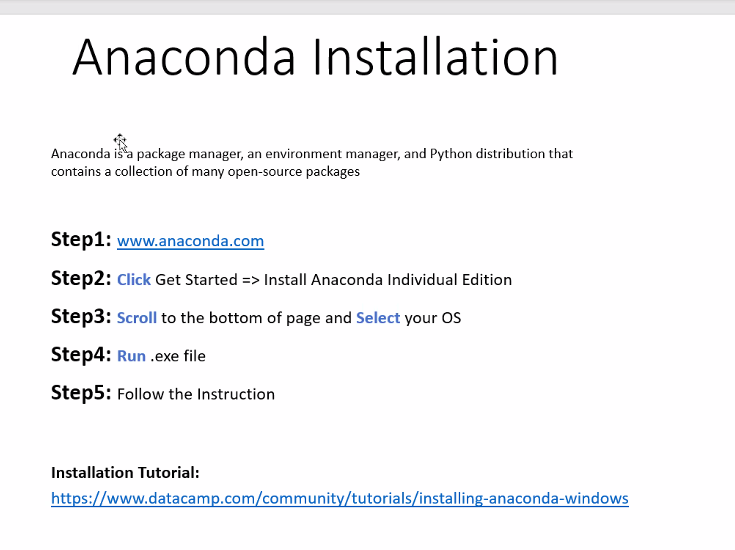 Anaconda Installation
Anaconda is a package manager, an environment manager, and Python distribution that
contains a collection of many open-source packages
Step1: www.anaconda.com
Step2: Click Get Started => Install Anaconda Individual Edition
Step3: Scroll to the bottom of page and Select your OS
Step4: Run .exe file
Step5: Follow the Instruction
Installation Tutorial:
https://www.datacamp.com/community/tutorials/installing-anaconda-windows